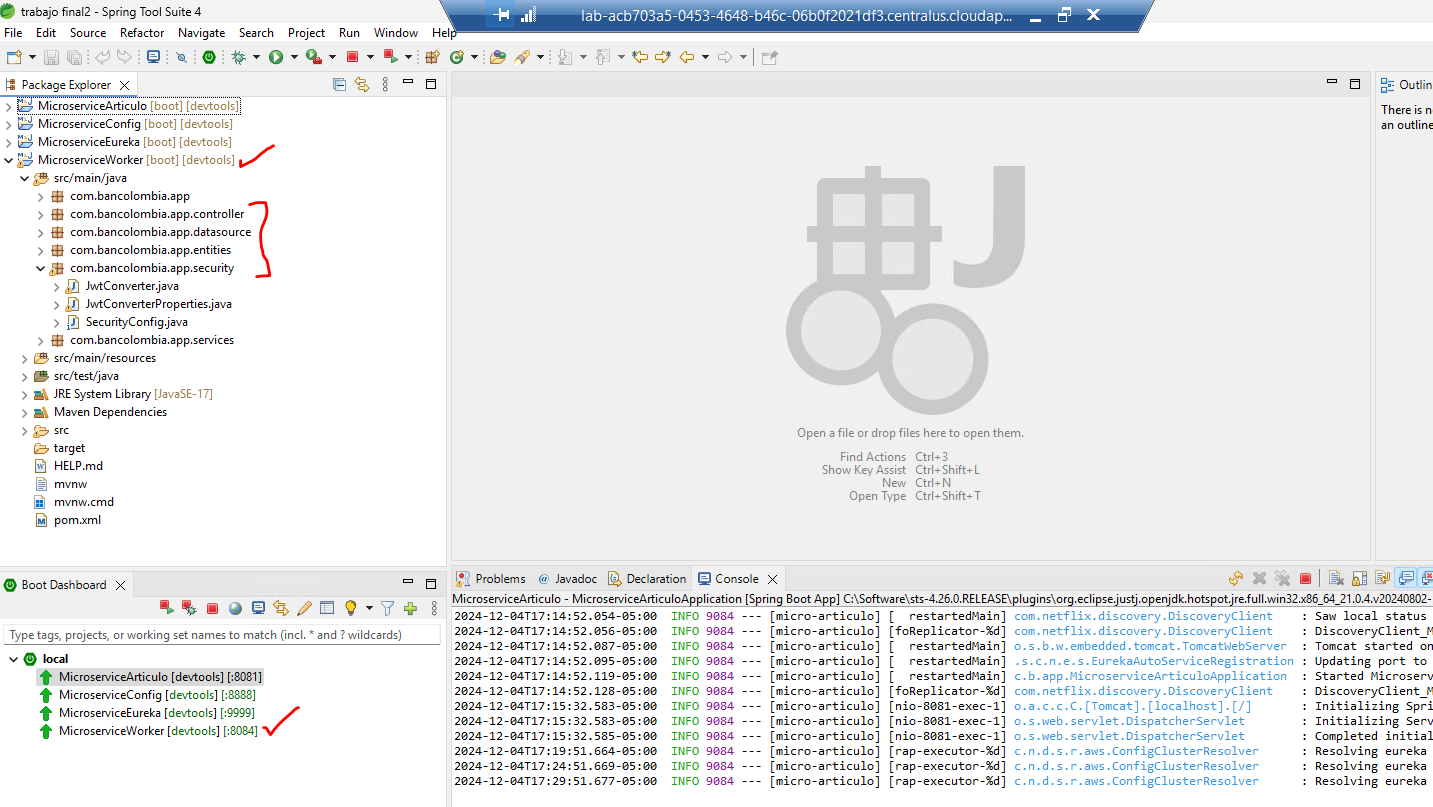 trabajo final2 - Spring Tool Suite 4
lab-acb703a5-0453-4648-b46c-06b0f2021df3.centralus.cloudap...
File Edit Source Refactor Navigate Search Project Run Window Help
Package Explorer
MicroserviceArticulo [boot] [devtools]
MicroserviceConfig [boot] [devtools]
MicroserviceEureka [boot] [devtools]
MicroserviceWorker [boot] [devtools]
src/main/java
com.bancolombia.app
com.bancolombia.app.controller
com.bancolombia.app.datasource
com.bancolombia.app.entities
com.bancolombia.app.security
JwtConverter.java
JwtConverterProperties.java
SecurityConfig.java
com.bancolombia.app.services
src/main/resources
src/test/java
JRE System Library [JavaSE-17]
Maven Dependencies
src
target
HELP.md
mvnw
mvnw.cmd
pom.xml
Open a file or drop files here to open them.
Find Actions Ctrl+3
Show Key Assist Ctrl+Shift+L
New Ctrl+N
Open Type Ctrl+Shift+T
Outlin
There is n
an outline
Boot Dashboard
Type tags, projects, or working set names to match (incl. * and ? wildcards)
local
MicroserviceArticulo [devtools] [:8081]
MicroserviceConfig [devtools] [:8888]
MicroserviceEureka [devtools] [:9999]
MicroserviceWorker [devtools] [:8084]
Problems @ Javadoc Declaration Console
MicroserviceArticulo - MicroserviceArticuloApplication [Spring Boot App] C:\Software\sts-4.26.0.RELEASE\plugins\org.eclipse.justj.openjdk.hotspot.jre.full.win32.x86_64_21.0.4.v20240802-
2024-12-04T17:14:52.054-05:00 INFO 9084 --- [micro-articulo] [ restartedMain] com.netflix.discovery.DiscoveryClient : Saw local status
2024-12-04T17:14:52.056-05:00 INFO 9084 --- [micro-articulo] [foReplicator-%d] com.netflix.discovery.DiscoveryClient : DiscoveryClient_M
2024-12-04T17:14:52.087-05:00 INFO 9084 --- [micro-articulo] [ restartedMain] o.s.b.w.embedded.tomcat.TomcatWebServer : Tomcat started on
2024-12-04T17:14:52.095-05:00 INFO 9084 --- [micro-articulo] [ restartedMain] .s.c.n.e.s.EurekaAutoServiceRegistration : Updating port to
2024-12-04T17:14:52.119-05:00 INFO 9084 --- [micro-articulo] [ restartedMain] c.b.app.MicroserviceArticuloApplication : Started Microserv
2024-12-04T17:14:52.128-05:00 INFO 9084 --- [micro-articulo] [foReplicator-%d] com.netflix.discovery.DiscoveryClient : DiscoveryClient_M
2024-12-04T17:15:32.583-05:00 INFO 9084 --- [micro-articulo] [nio-8081-exec-1] o.a.c.c.C.[Tomcat].[localhost].[/] : Initializing Spri
2024-12-04T17:15:32.583-05:00 INFO 9084 --- [micro-articulo] [nio-8081-exec-1] o.s.web.servlet.DispatcherServlet : Initializing Serv
2024-12-04T17:15:32.585-05:00 INFO 9084 --- [micro-articulo] [nio-8081-exec-1] o.s.web.servlet.DispatcherServlet : Completed initial
2024-12-04T17:19:51.664-05:00 INFO 9084 --- [micro-articulo] [rap-executor-%d] c.n.d.s.r.aws.ConfigClusterResolver : Resolving eureka
2024-12-04T17:24:51.669-05:00 INFO 9084 --- [micro-articulo] [rap-executor-%d] c.n.d.s.r.aws.ConfigClusterResolver : Resolving eureka
2024-12-04T17:29:51.677-05:00 INFO 9084 --- [micro-articulo] [rap-executor-%d] c.n.d.s.r.aws.ConfigClusterResolver : Resolving eureka